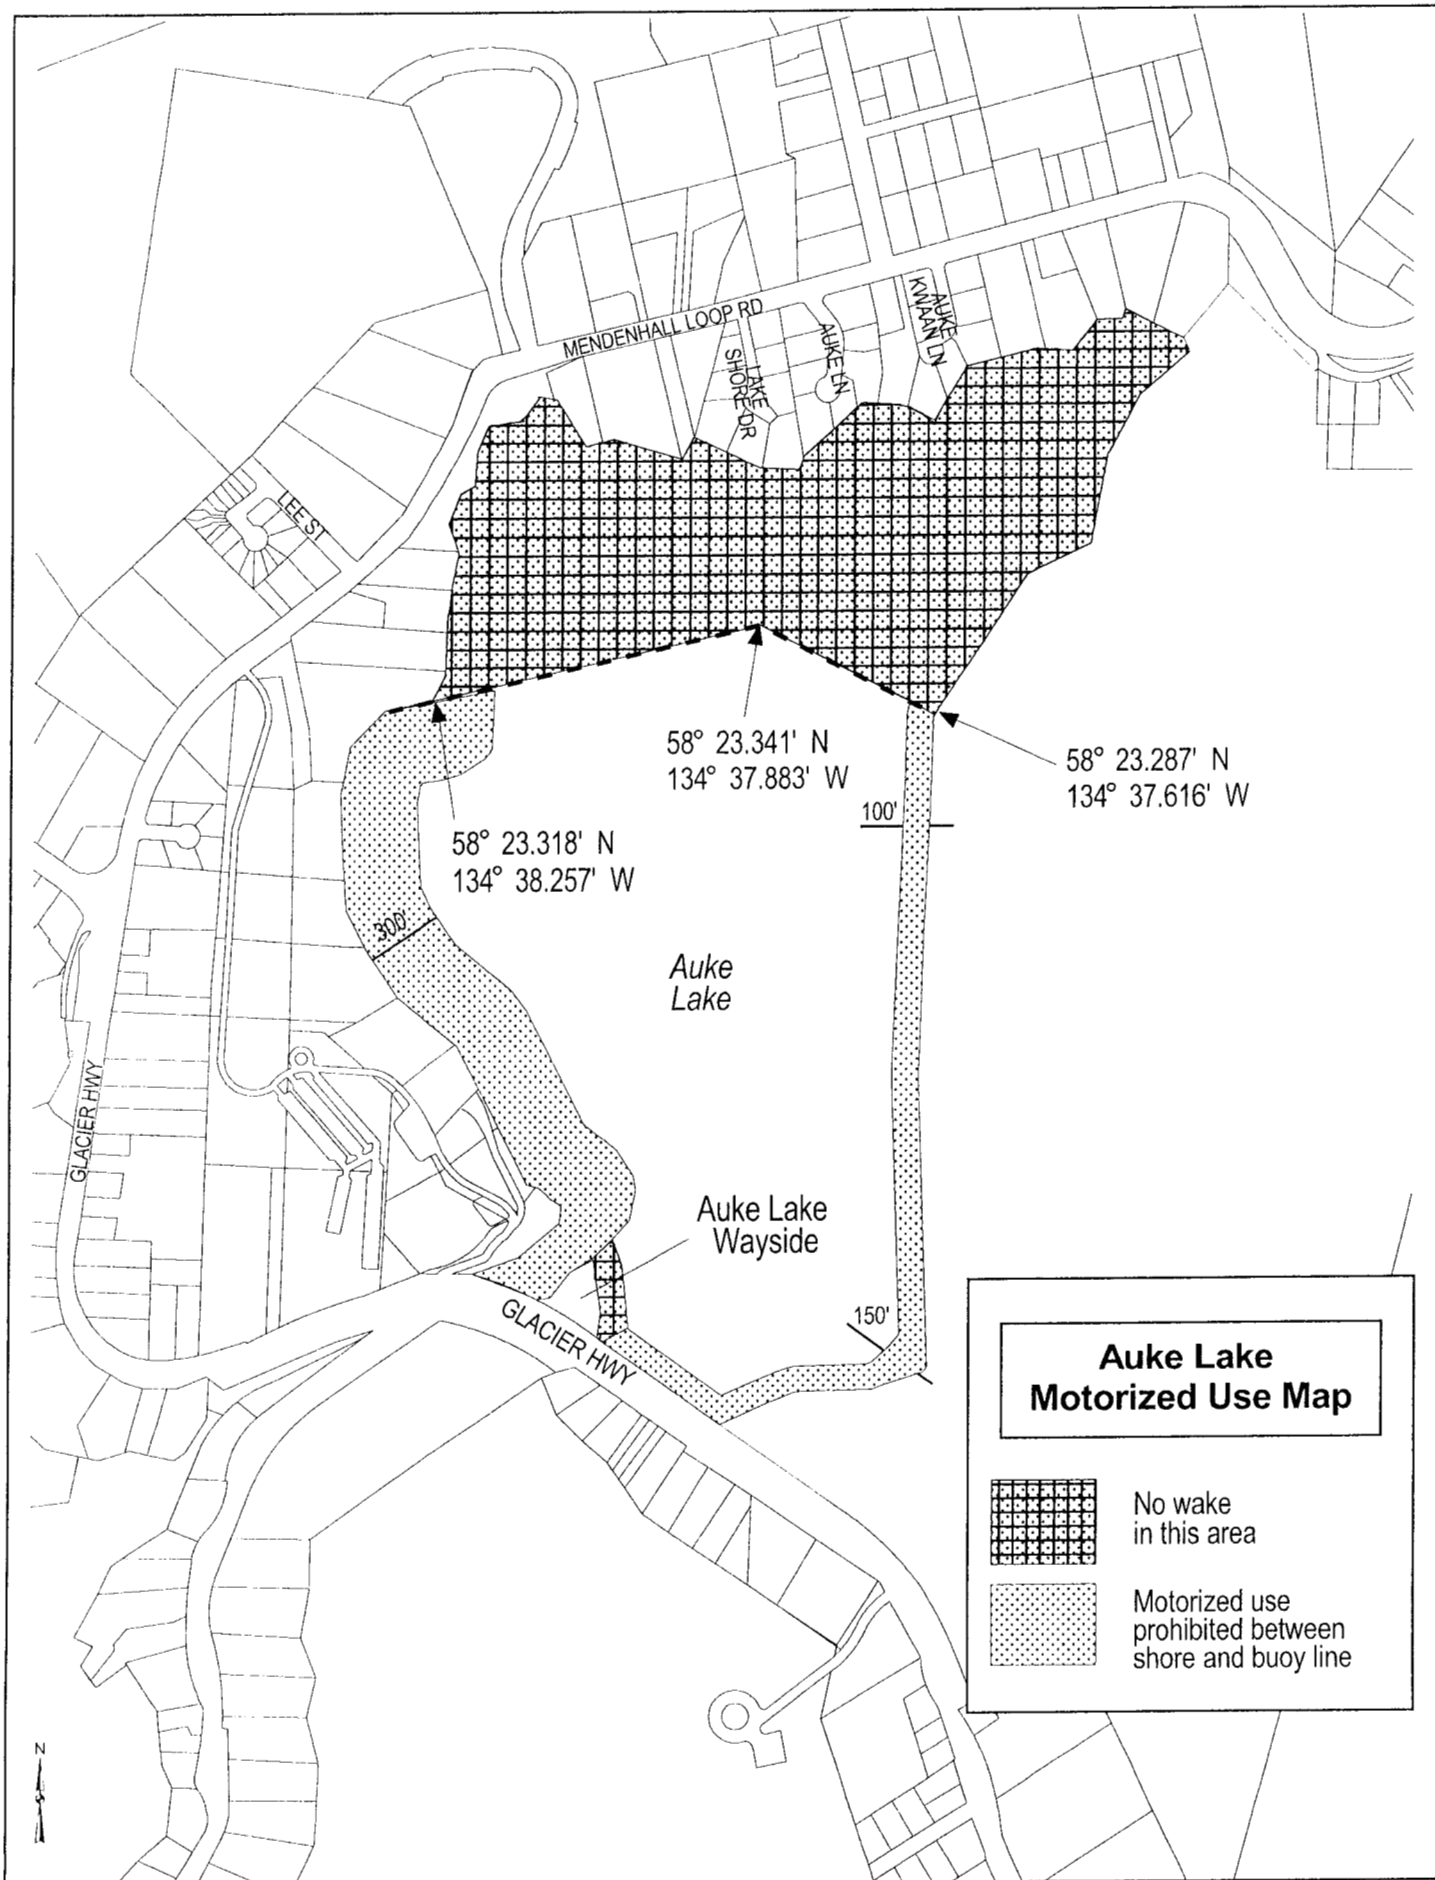 MENDENHALL LOOP RD
LAKE
SHORE DR
AUKE LN
AUKE
KWAAN LN
LEE ST
58° 23.341' N
134° 37.883' W
58° 23.287' N
134° 37.616' W
58° 23.318' N
134° 38.257' W
100'
300'
Auke
Lake
GLACIER HWY
Auke Lake
Wayside
GLACIER HWY
150'
Auke Lake
Motorized Use Map
No wake
in this area
Motorized use
prohibited between
shore and buoy line
N